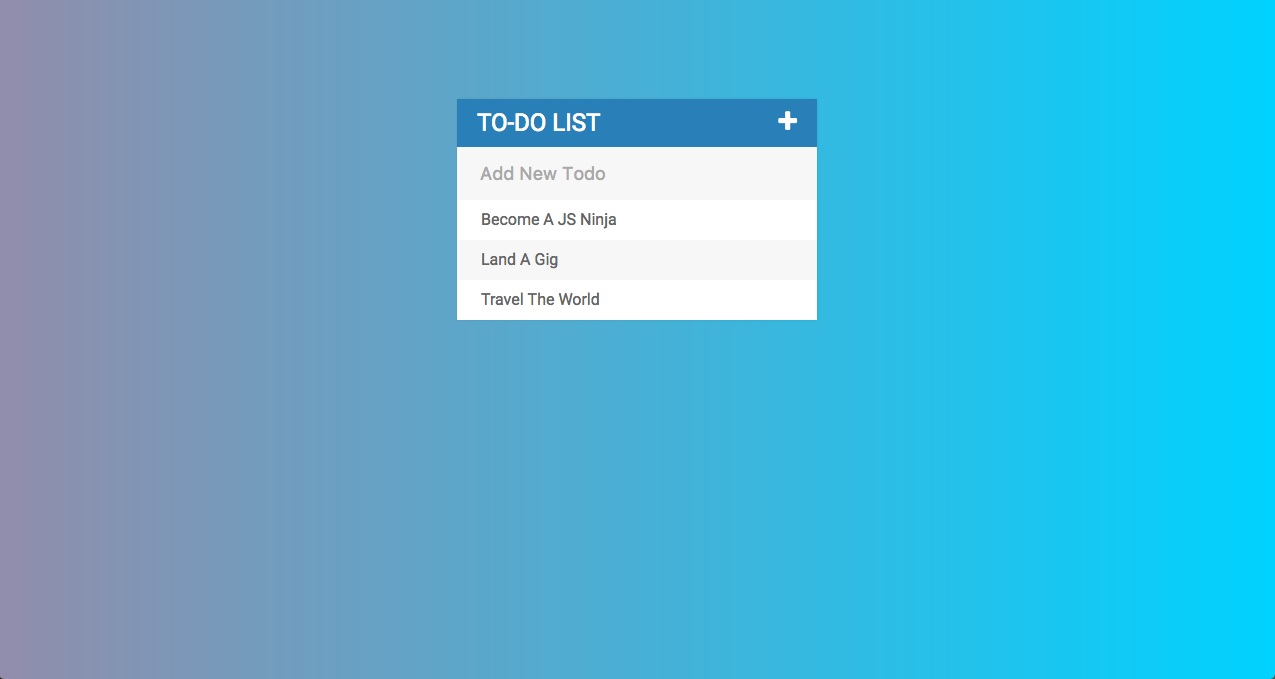 TO-DO LIST
Add New Todo
Become A JS Ninja
Land A Gig
Travel The World